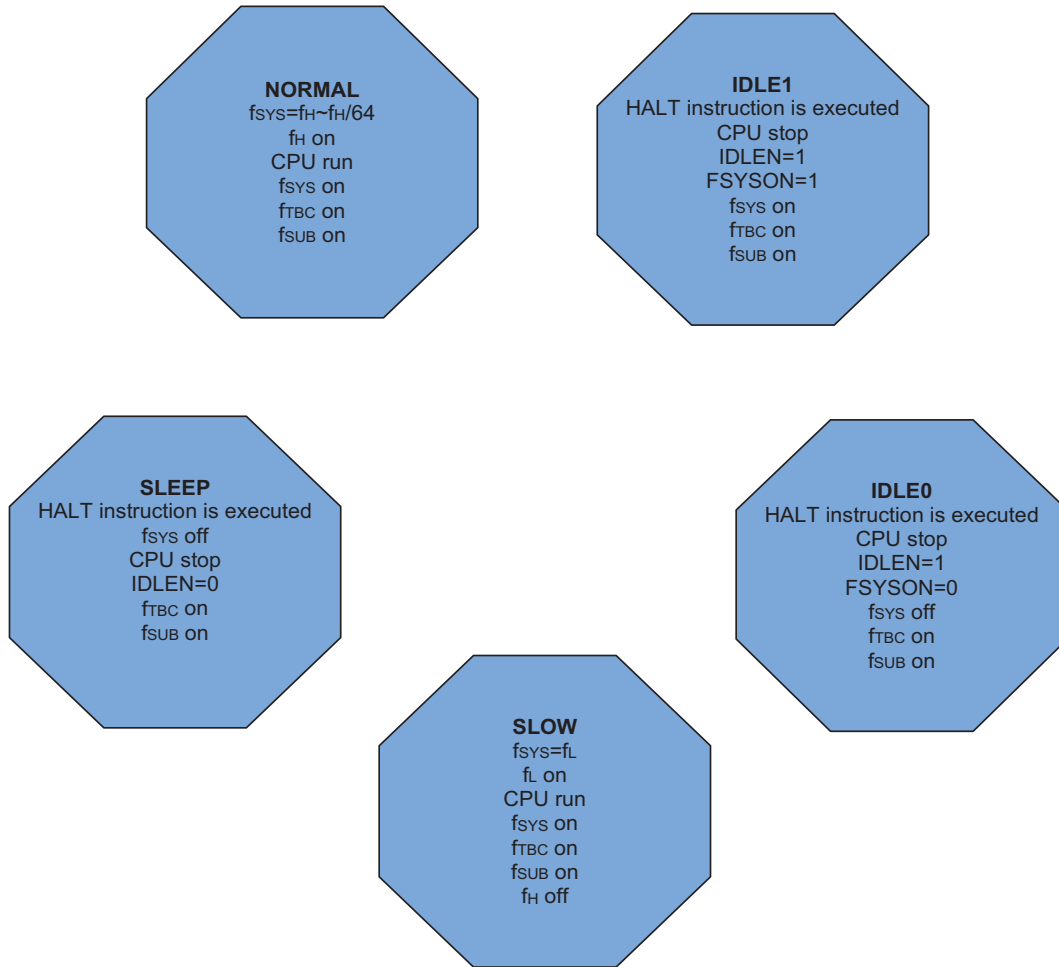 NORMAL
fSYS=fH~fH/64
fH on
CPU run
fSYS on
fTBC on
fSUB on
IDLE1
HALT instruction is executed
CPU stop
IDLEN=1
FSYSON=1
fSYS on
fTBC on
fSUB on
SLEEP
HALT instruction is executed
fSYS off
CPU stop
IDLEN=0
fTBC on
fSUB on
IDLE0
HALT instruction is executed
CPU stop
IDLEN=1
FSYSON=0
fSYS off
fTBC on
fSUB on
SLOW
fSYS=fL
fL on
CPU run
fSYS on
fTBC on
fSUB on
fH off